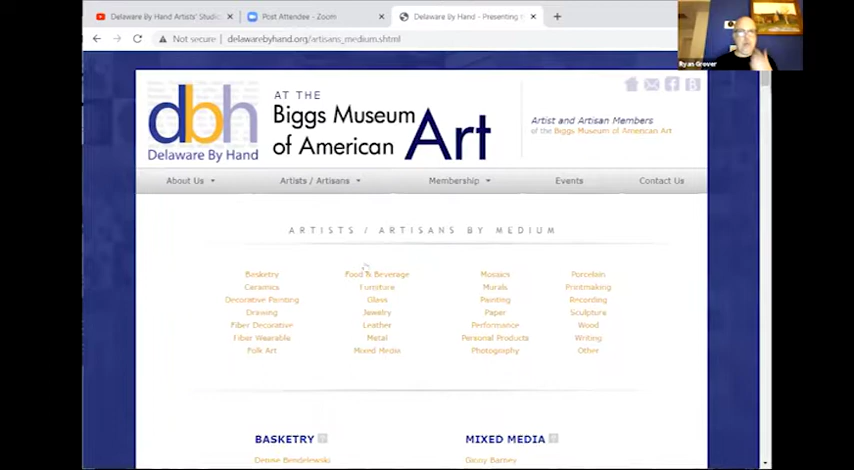 Delaware By Hand Artists' Studio
Post Attendee - Zoom
Delaware By Hand - Presenting
Not secure | delawarebyhand.org/artisans_medium.shtml
Ryan Grover
dbh
Delaware By Hand
AT THE
Biggs Museum
of American Art
Artist and Artisan Members
of the Biggs Museum of American Art
About Us Artists / Artisans Membership Events Contact Us
ARTISTS / ARTISANS BY MEDIUM
Basketry Food & Beverage Mosaics Porcelain
Ceramics Furniture Murals Printmaking
Decorative Painting Glass Painting Recording
Drawing Jewelry Paper Sculpture
Fiber Decorative Leather Performance Wood
Fiber Wearable Metal Personal Products Writing
Folk Art Mixed Media Photography Other
BASKETRY MIXED MEDIA
Denise Bendelewski Danny Barney